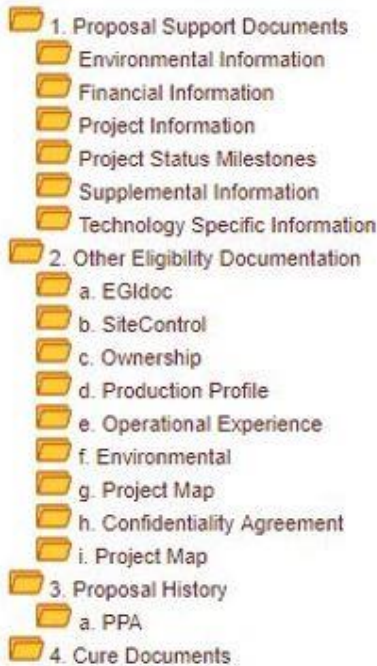 1. Proposal Support Documents
Environmental Information
Financial Information
Project Information
Project Status Milestones
Supplemental Information
Technology Specific Information
2. Other Eligibility Documentation
a. EGIdoc
b. SiteControl
c. Ownership
d. Production Profile
e. Operational Experience
f. Environmental
g. Project Map
h. Confidentiality Agreement
i. Project Map
3. Proposal History
a. PPA
4. Cure Documents